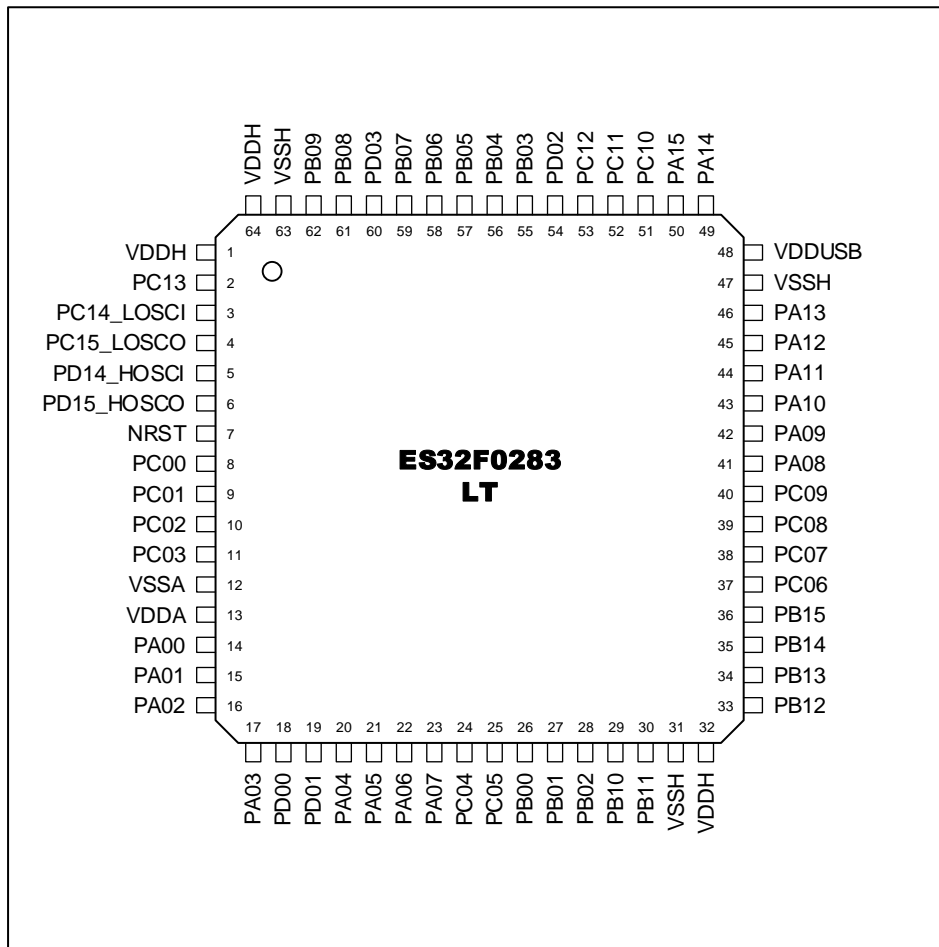 VDDH
VSSH
PB09
PB08
PD03
PB07
PB06
PB05
PB04
PB03
PD02
PC12
PC11
PC10
PA15
PA14
64 63 62 61 60 59 58 57 56 55 54 53 52 51 50 49
VDDH 1 48 VDDUSB
PC13 2 47 VSSH
PC14_LOSCI 3 46 PA13
PC15_LOSCO 4 45 PA12
PD14_HOSCI 5 44 PA11
PD15_HOSCO 6 43 PA10
NRST 7 42 PA09
PC00 8 ES32F0283 41 PA08
PC01 9 LT 40 PC09
PC02 10 39 PC08
PC03 11 38 PC07
VSSA 12 37 PC06
VDDA 13 36 PB15
PA00 14 35 PB14
PA01 15 34 PB13
PA02 16 33 PB12
17 18 19 20 21 22 23 24 25 26 27 28 29 30 31 32
PA03
PD00
PD01
PA04
PA05
PA06
PA07
PC04
PC05
PB00
PB01
PB02
PB10
PB11
VSSH
VDDH